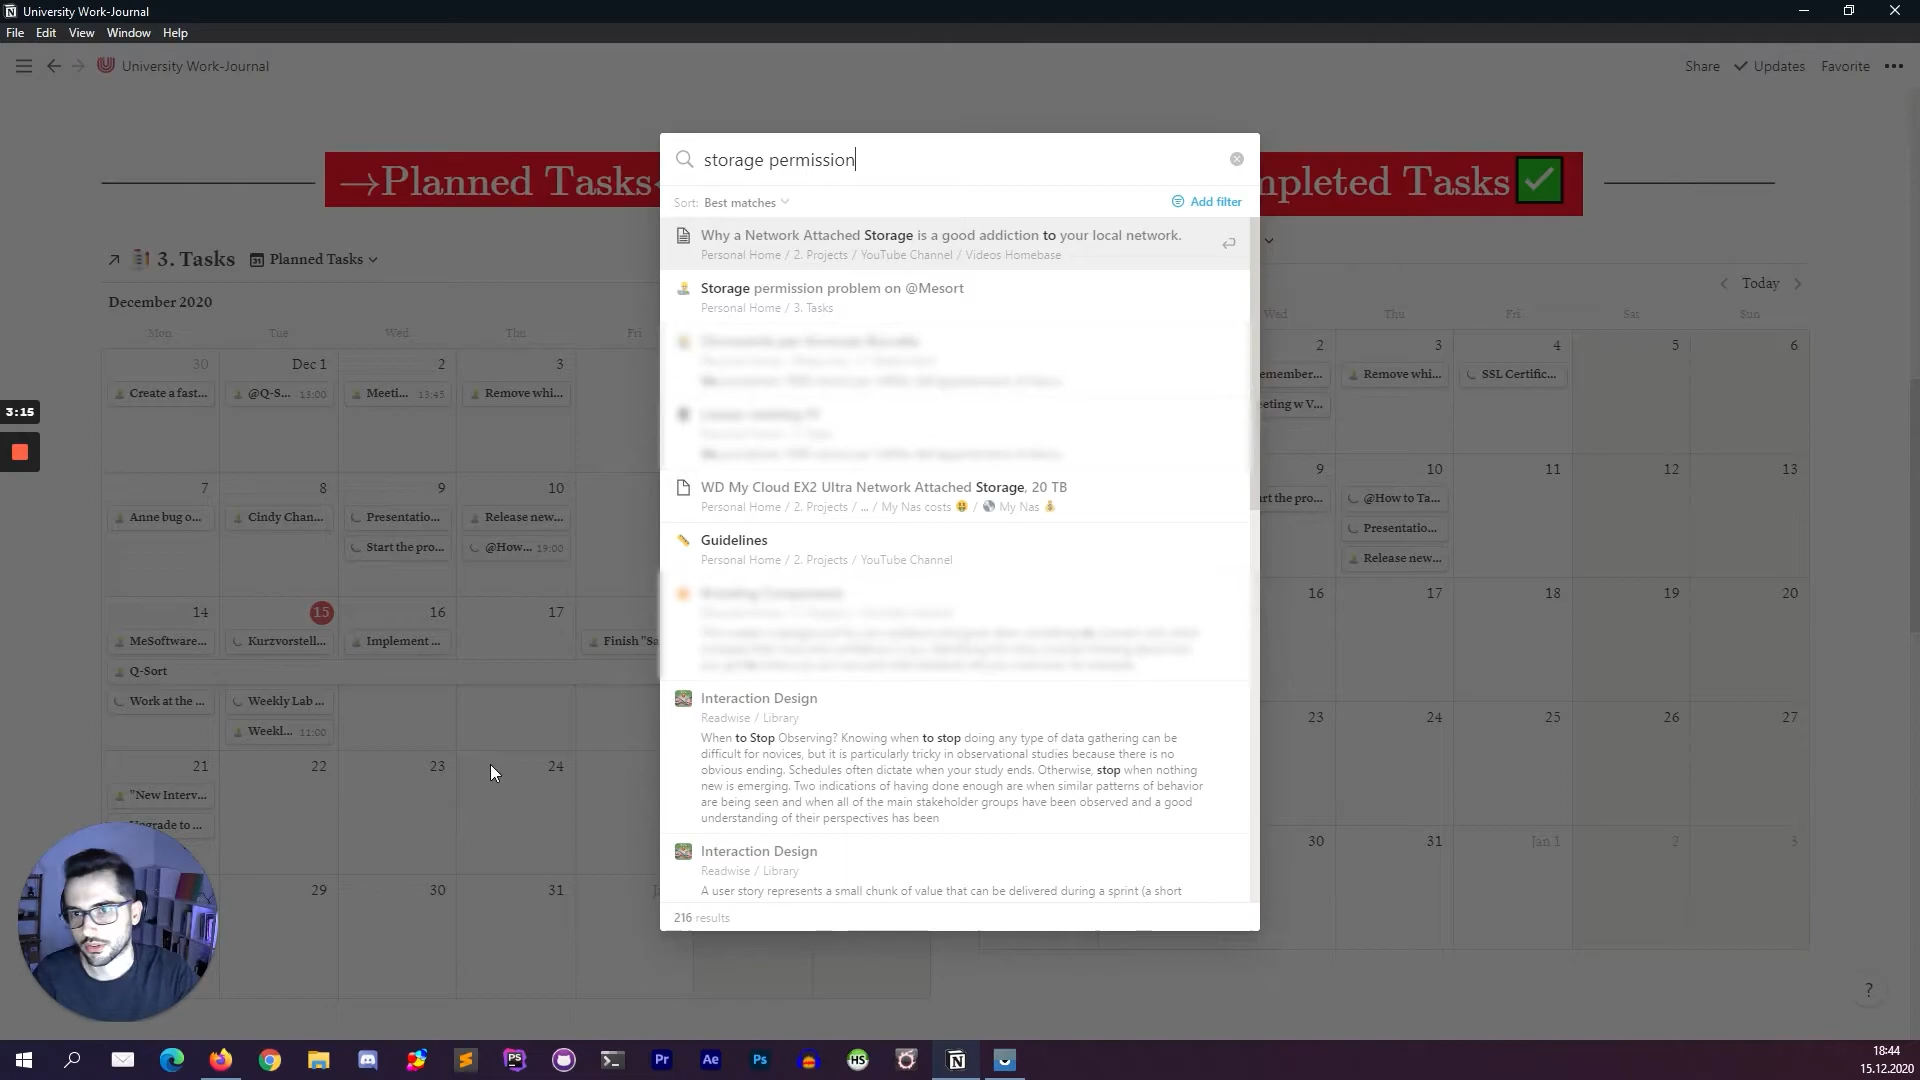 University Work-Journal
File Edit View Window Help
University Work-Journal
Share Updates Favorite
→Planned Tasks
mpleted Tasks ✅
3. Tasks Planned Tasks
December 2020
Mon Tue Wed Thu Fri
30 Dec 1 2 3
Create a fast... @Q-S... 13:00 Meeti... 13:45 Remove whi...
7 8 9 10
Anne bug o... Cindy Chan... Presentatio... Release new...
Start the pro... @How... 19:00
14 15 16 17
MeSoftware... Kurzvorstell... Implement ... Finish "Sa
Q-Sort
Work at the ... Weekly Lab ...
Weekl... 11:00
21 22 23 24
"New Interv...
Upgrade to ...
29 30 31
3:15
storage permission
Sort: Best matches Add filter
Why a Network Attached Storage is a good addiction to your local network.
Personal Home / 2. Projects / YouTube Channel / Videos Homebase
Storage permission problem on @Mesort
Personal Home / 3. Tasks
WD My Cloud EX2 Ultra Network Attached Storage, 20 TB
Personal Home / 2. Projects / ... / My Nas costs 🤑 / 💿 My Nas 💰
Guidelines
Personal Home / 2. Projects / YouTube Channel
Interaction Design
Readwise / Library
When to Stop Observing? Knowing when to stop doing any type of data gathering can be
difficult for novices, but it is particularly tricky in observational studies because there is no
obvious ending. Schedules often dictate when your study ends. Otherwise, stop when nothing
new is emerging. Two indications of having done enough are when similar patterns of behavior
are being seen and when all of the main stakeholder groups have been observed and a good
understanding of their perspectives has been
Interaction Design
Readwise / Library
A user story represents a small chunk of value that can be delivered during a sprint (a short
216 results
Today
Wed Thu Fri Sat Sun
2 3 4 5 6
emember... Remove whi... SSL Certific...
eting w V...
9 10 11 12 13
art the pro... @How to Ta...
Presentatio...
Release new...
16 17 18 19 20
23 24 25 26 27
30 31 Jan 1 2 3
?
PS Pr Ae Ps HS
18:44
15.12.2020